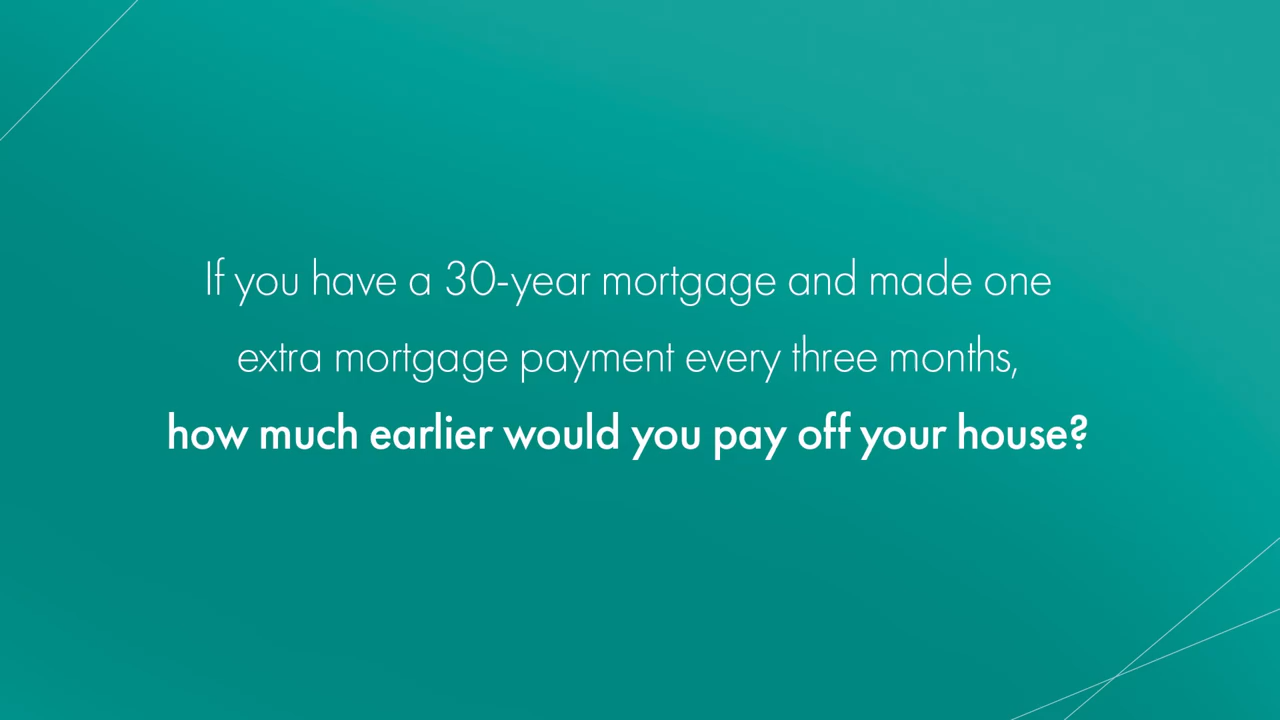 If you have a 30-year mortgage and made one
extra mortgage payment every three months,
how much earlier would you pay off your house?